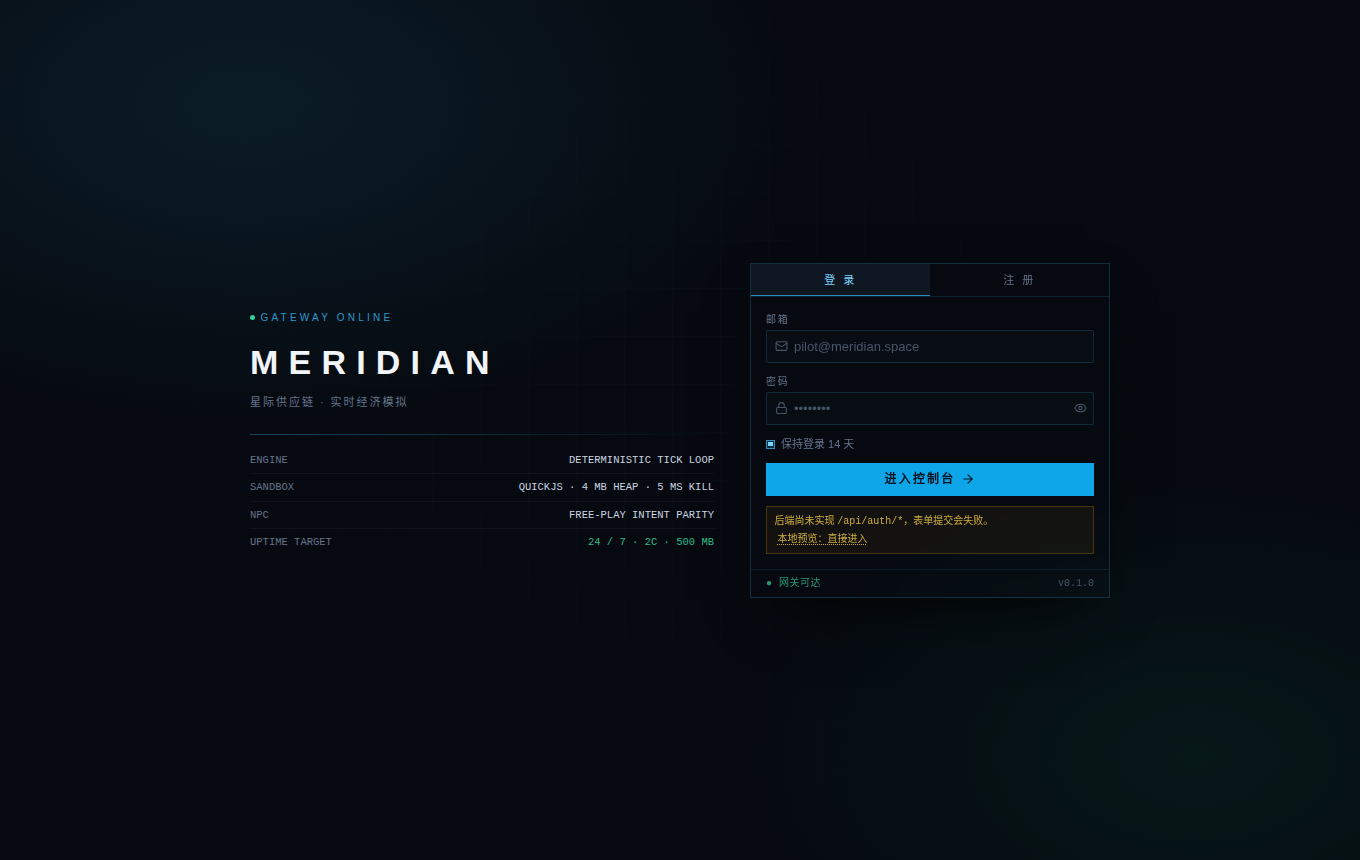 GATEWAY ONLINE
MERIDIAN
星际供应链 · 实时经济模拟
ENGINE DETERMINISTIC TICK LOOP
SANDBOX QUICKJS · 4 MB HEAP · 5 MS KILL
NPC FREE-PLAY INTENT PARITY
UPTIME TARGET 24 / 7 · 2C · 500 MB
登录 注册
邮箱
pilot@meridian.space
密码
••••••••
保持登录 14 天
进入控制台 →
后端尚未实现 /api/auth/*，表单提交会失败。
本地预览：直接进入
网关可达 v0.1.0